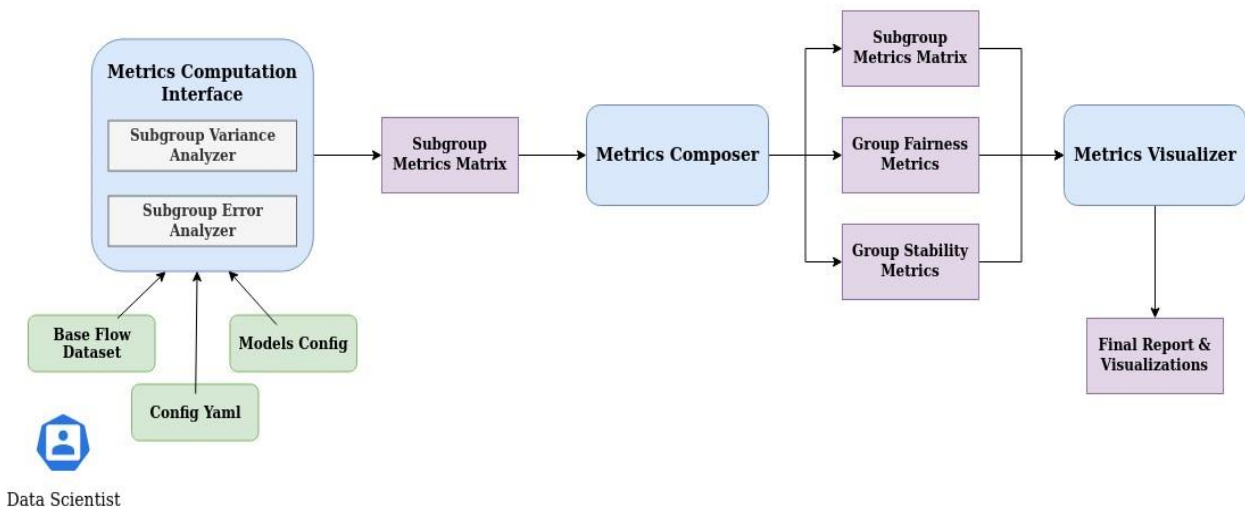 Metrics Computation
Interface
Subgroup Variance
Analyzer
Subgroup Error
Analyzer
Base Flow
Dataset
Config Yaml
Models Config
Data Scientist
Subgroup
Metrics Matrix
Metrics Composer
Subgroup
Metrics Matrix
Group Fairness
Metrics
Group Stability
Metrics
Metrics Visualizer
Final Report &
Visualizations